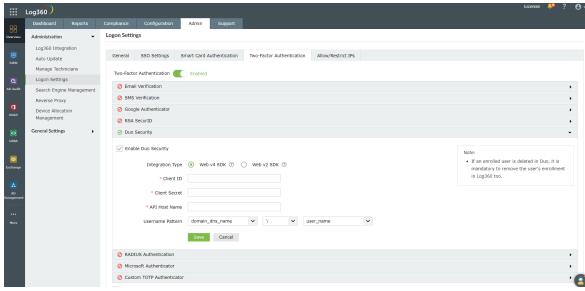 License
?
Log360
Dashboard Reports Compliance Configuration Admin Support
Administration
Log360 Integration
Auto-Update
Manage Technicians
Logon Settings
Search Engine Management
Reverse Proxy
Device Allocation
Management
General Settings
Logon Settings
General SSO Settings Smart Card Authentication Two-Factor Authentication Allow/Restrict IPs
Two-Factor Authentication Enabled
Email Verification
SMS Verification
Google Authenticator
RSA SecurID
Duo Security
Enable Duo Security
Integration Type Web v4 SDK ? Web v2 SDK ?
* Client ID
* Client Secret
* API Host Name
Username Pattern domain_dns_name \ user_name
Save Cancel
Note:
• If an enrolled user is deleted in Duo, it is
mandatory to remove the user's enrollment
in Log360 too.
RADIUS Authentication
Microsoft Authenticator
Custom TOTP Authenticator